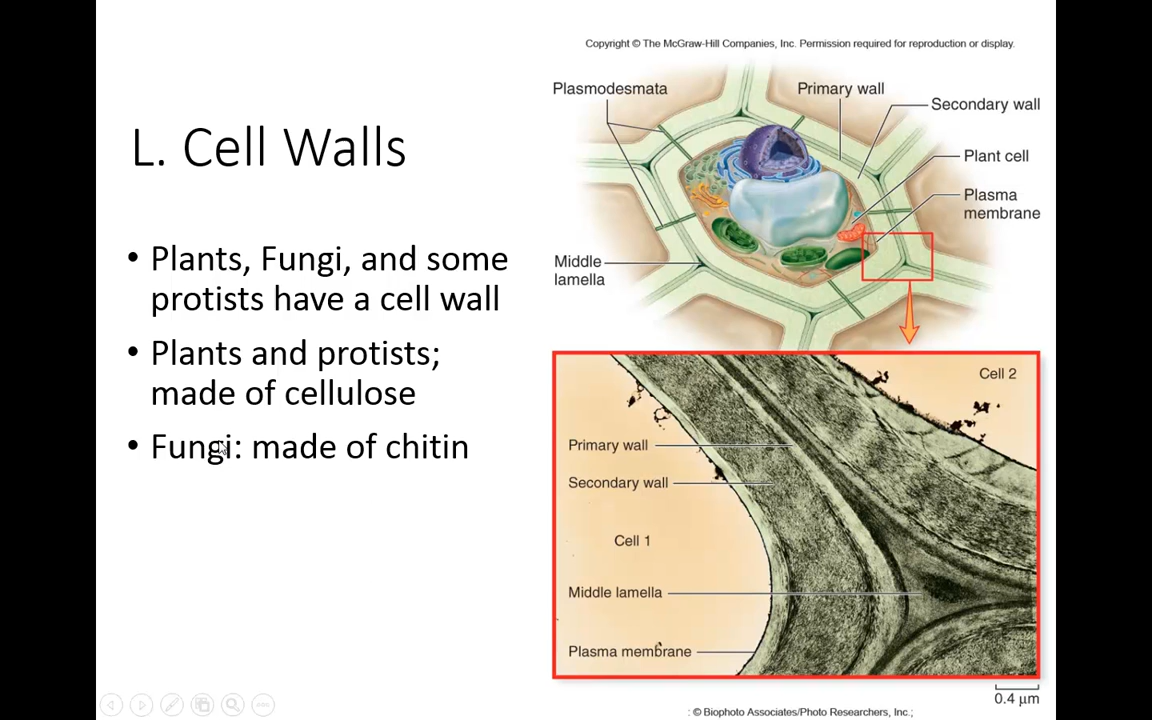 Copyright © The McGraw-Hill Companies, Inc. Permission required for reproduction or display.
L. Cell Walls
• Plants, Fungi, and some
protists have a cell wall
• Plants and protists;
made of cellulose
• Fungi: made of chitin
Plasmodesmata
Primary wall
Secondary wall
Plant cell
Plasma
membrane
Middle
lamella
Cell 2
Primary wall
Secondary wall
Cell 1
Middle lamella
Plasma membrane
0.4 µm
: © Biophoto Associates/Photo Researchers, Inc.;